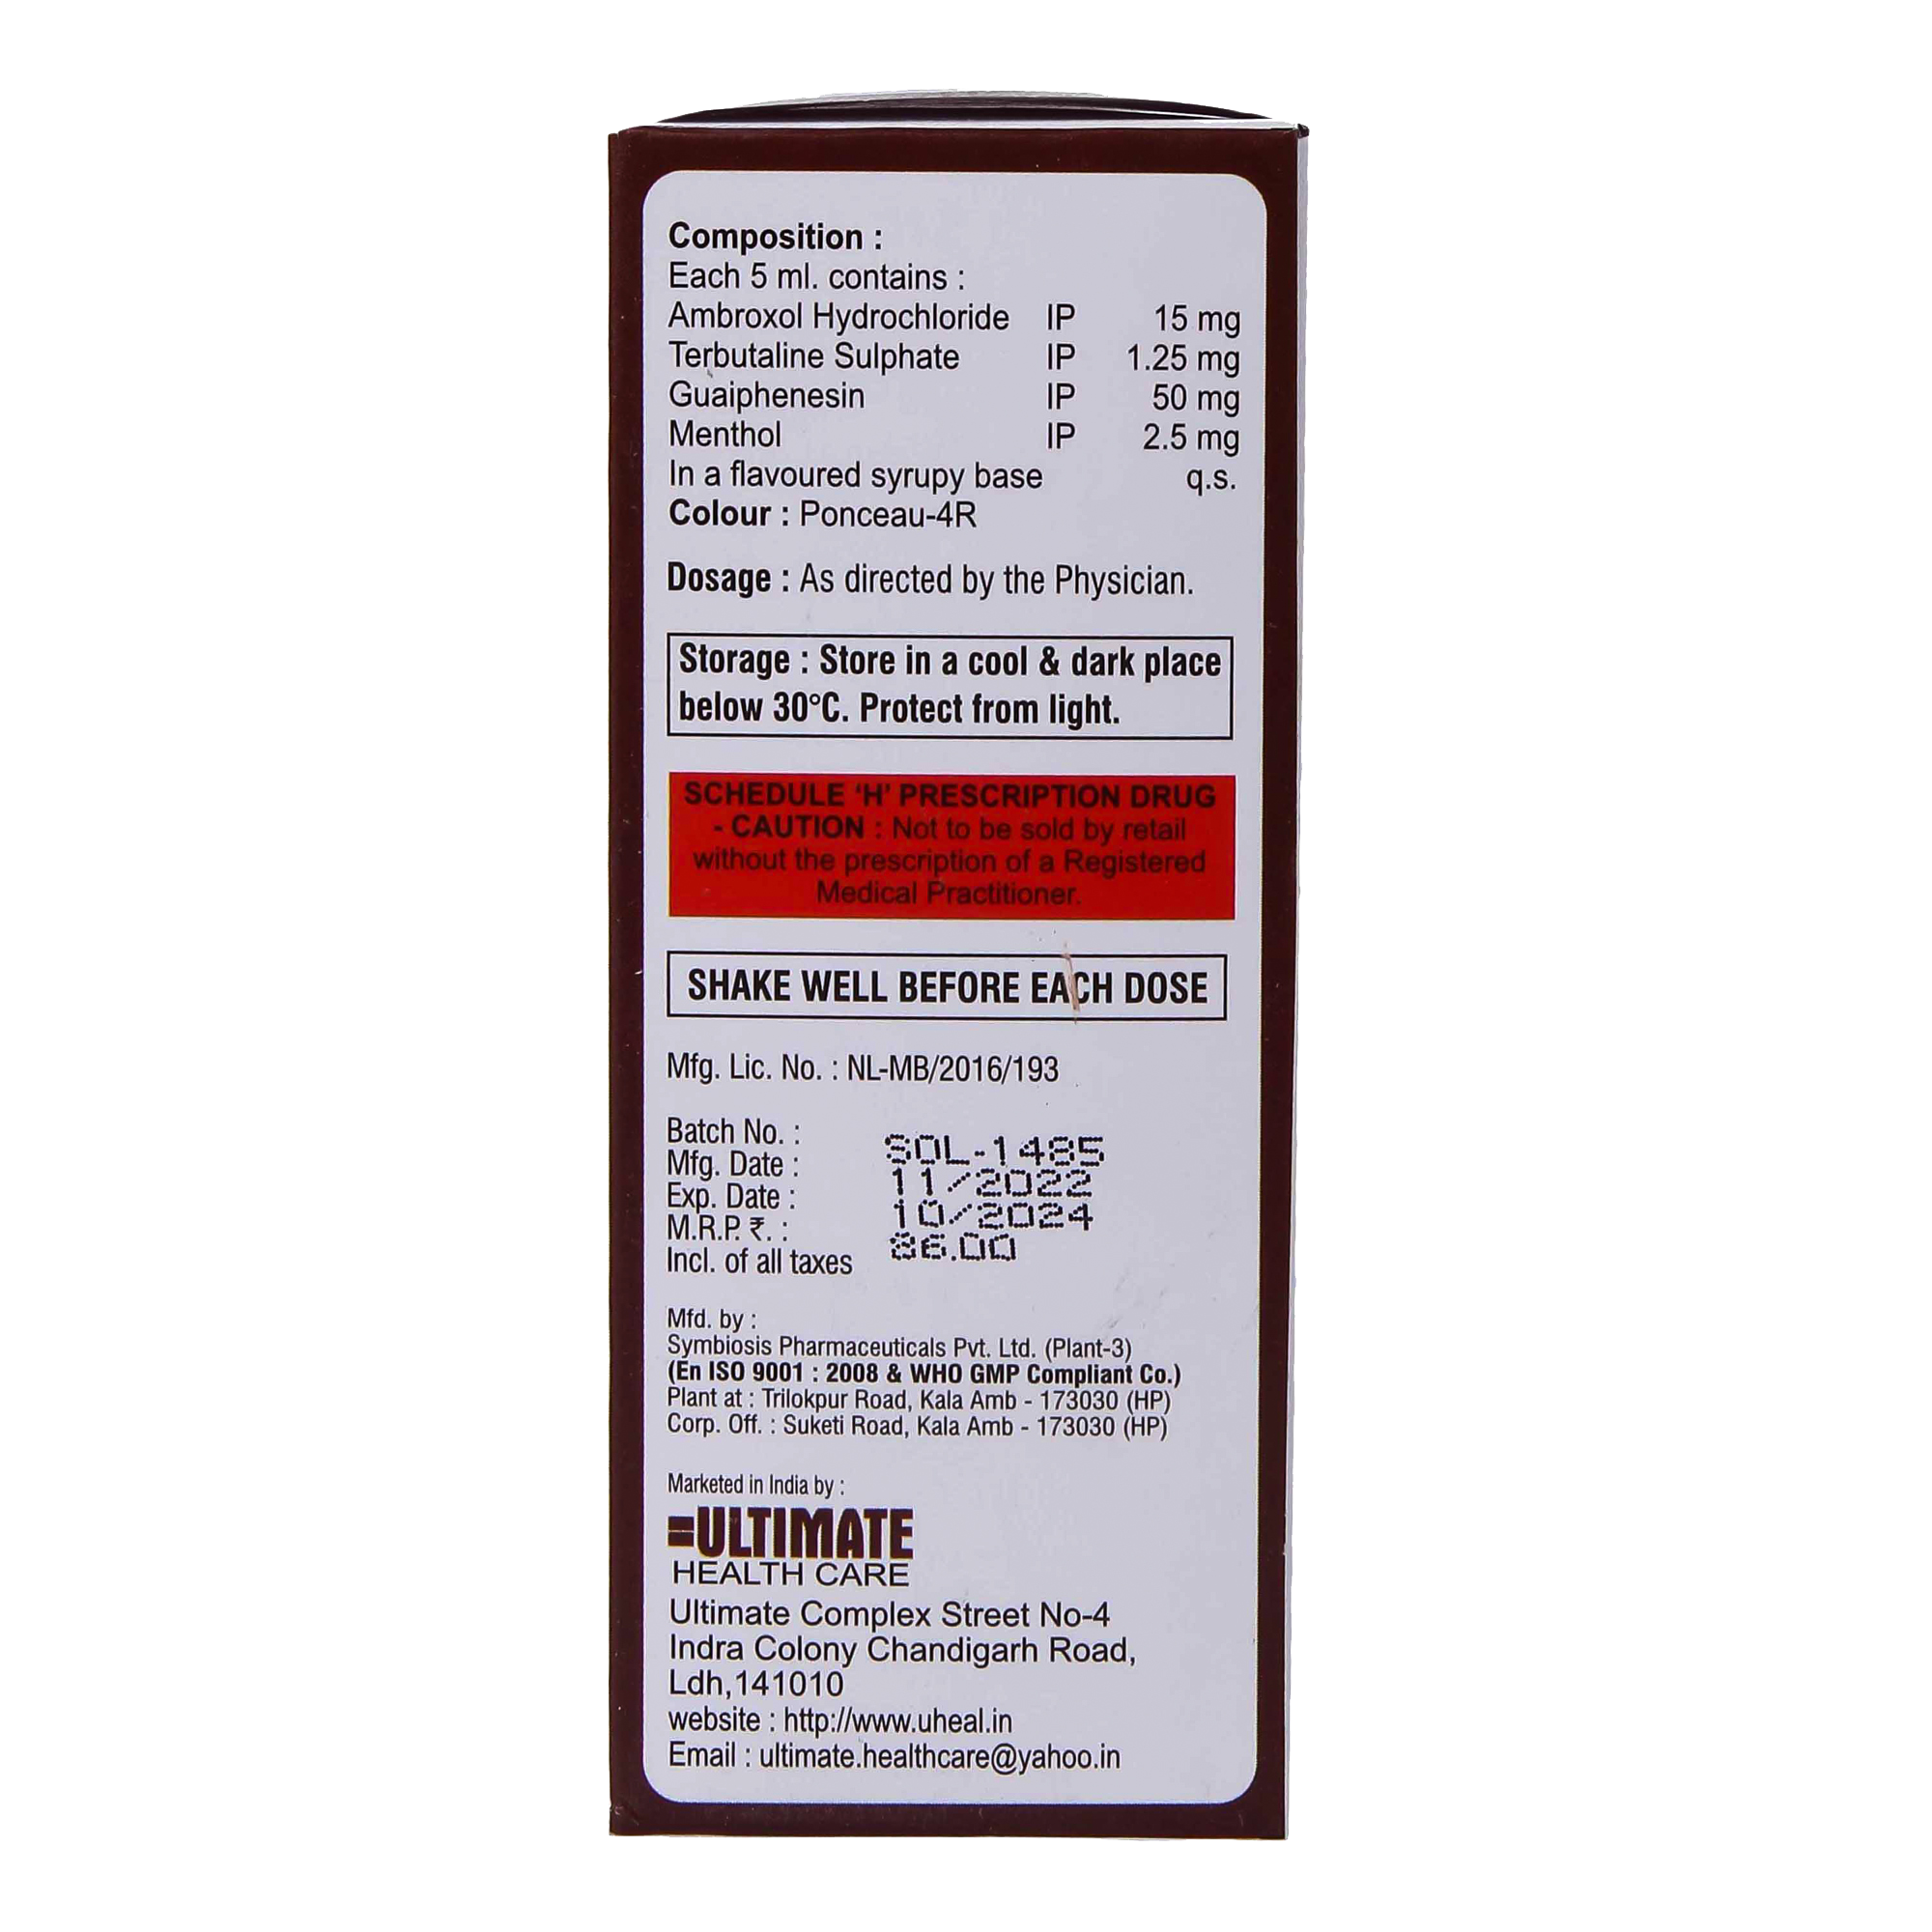 Composition :
Each 5 ml. contains :
Ambroxol Hydrochloride IP 15 mg
Terbutaline Sulphate IP 1.25 mg
Guaiphenesin IP 50 mg
Menthol IP 2.5 mg
In a flavoured syrupy base q.s.
Colour : Ponceau-4R
Dosage : As directed by the Physician.
Storage : Store in a cool & dark place
below 30°C. Protect from light.
SCHEDULE 'H' PRESCRIPTION DRUG
- CAUTION : Not to be sold by retail
without the prescription of a Registered
Medical Practitioner.
SHAKE WELL BEFORE EACH DOSE
Mfg. Lic. No. : NL-MB/2016/193
Batch No. : SOL-1485
Mfg. Date : 11/2022
Exp. Date : 10/2024
M.R.P. ₹. : 86.00
Incl. of all taxes
Mfd. by :
Symbiosis Pharmaceuticals Pvt. Ltd. (Plant-3)
(En ISO 9001 : 2008 & WHO GMP Compliant Co.)
Plant at : Trilokpur Road, Kala Amb - 173030 (HP)
Corp. Off. : Suketi Road, Kala Amb - 173030 (HP)
Marketed in India by :
ULTIMATE
HEALTH CARE
Ultimate Complex Street No-4
Indra Colony Chandigarh Road,
Ldh,141010
website : http://www.uheal.in
Email : ultimate.healthcare@yahoo.in